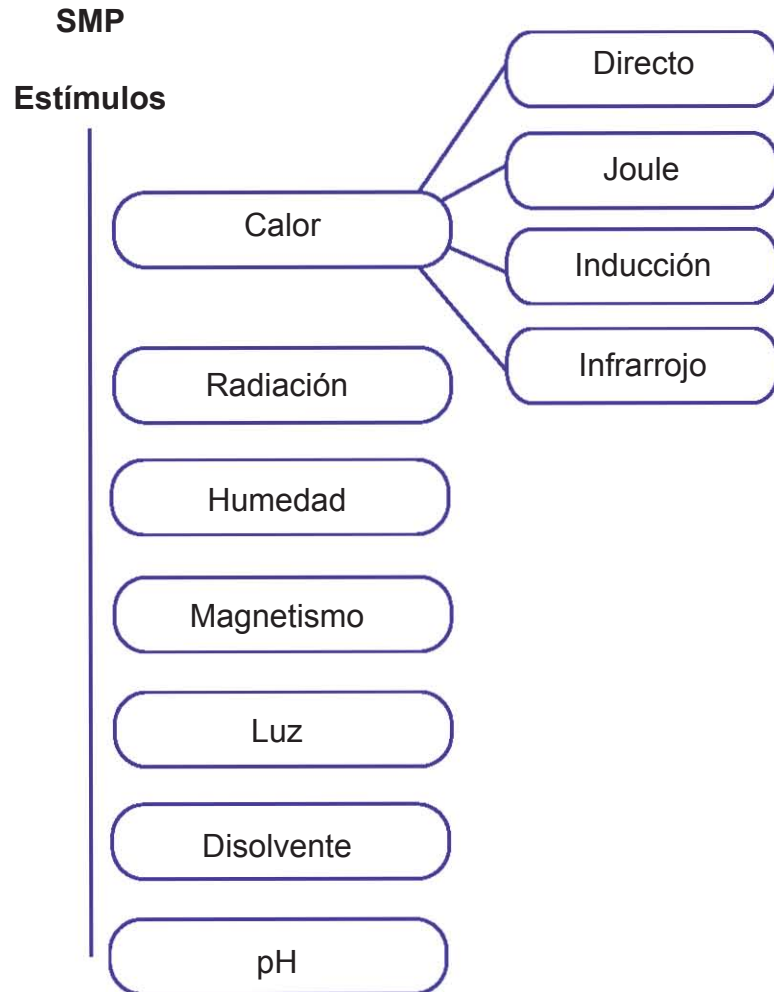 SMP
Estímulos
Calor
Directo
Joule
Inducción
Infrarrojo
Radiación
Humedad
Magnetismo
Luz
Disolvente
pH